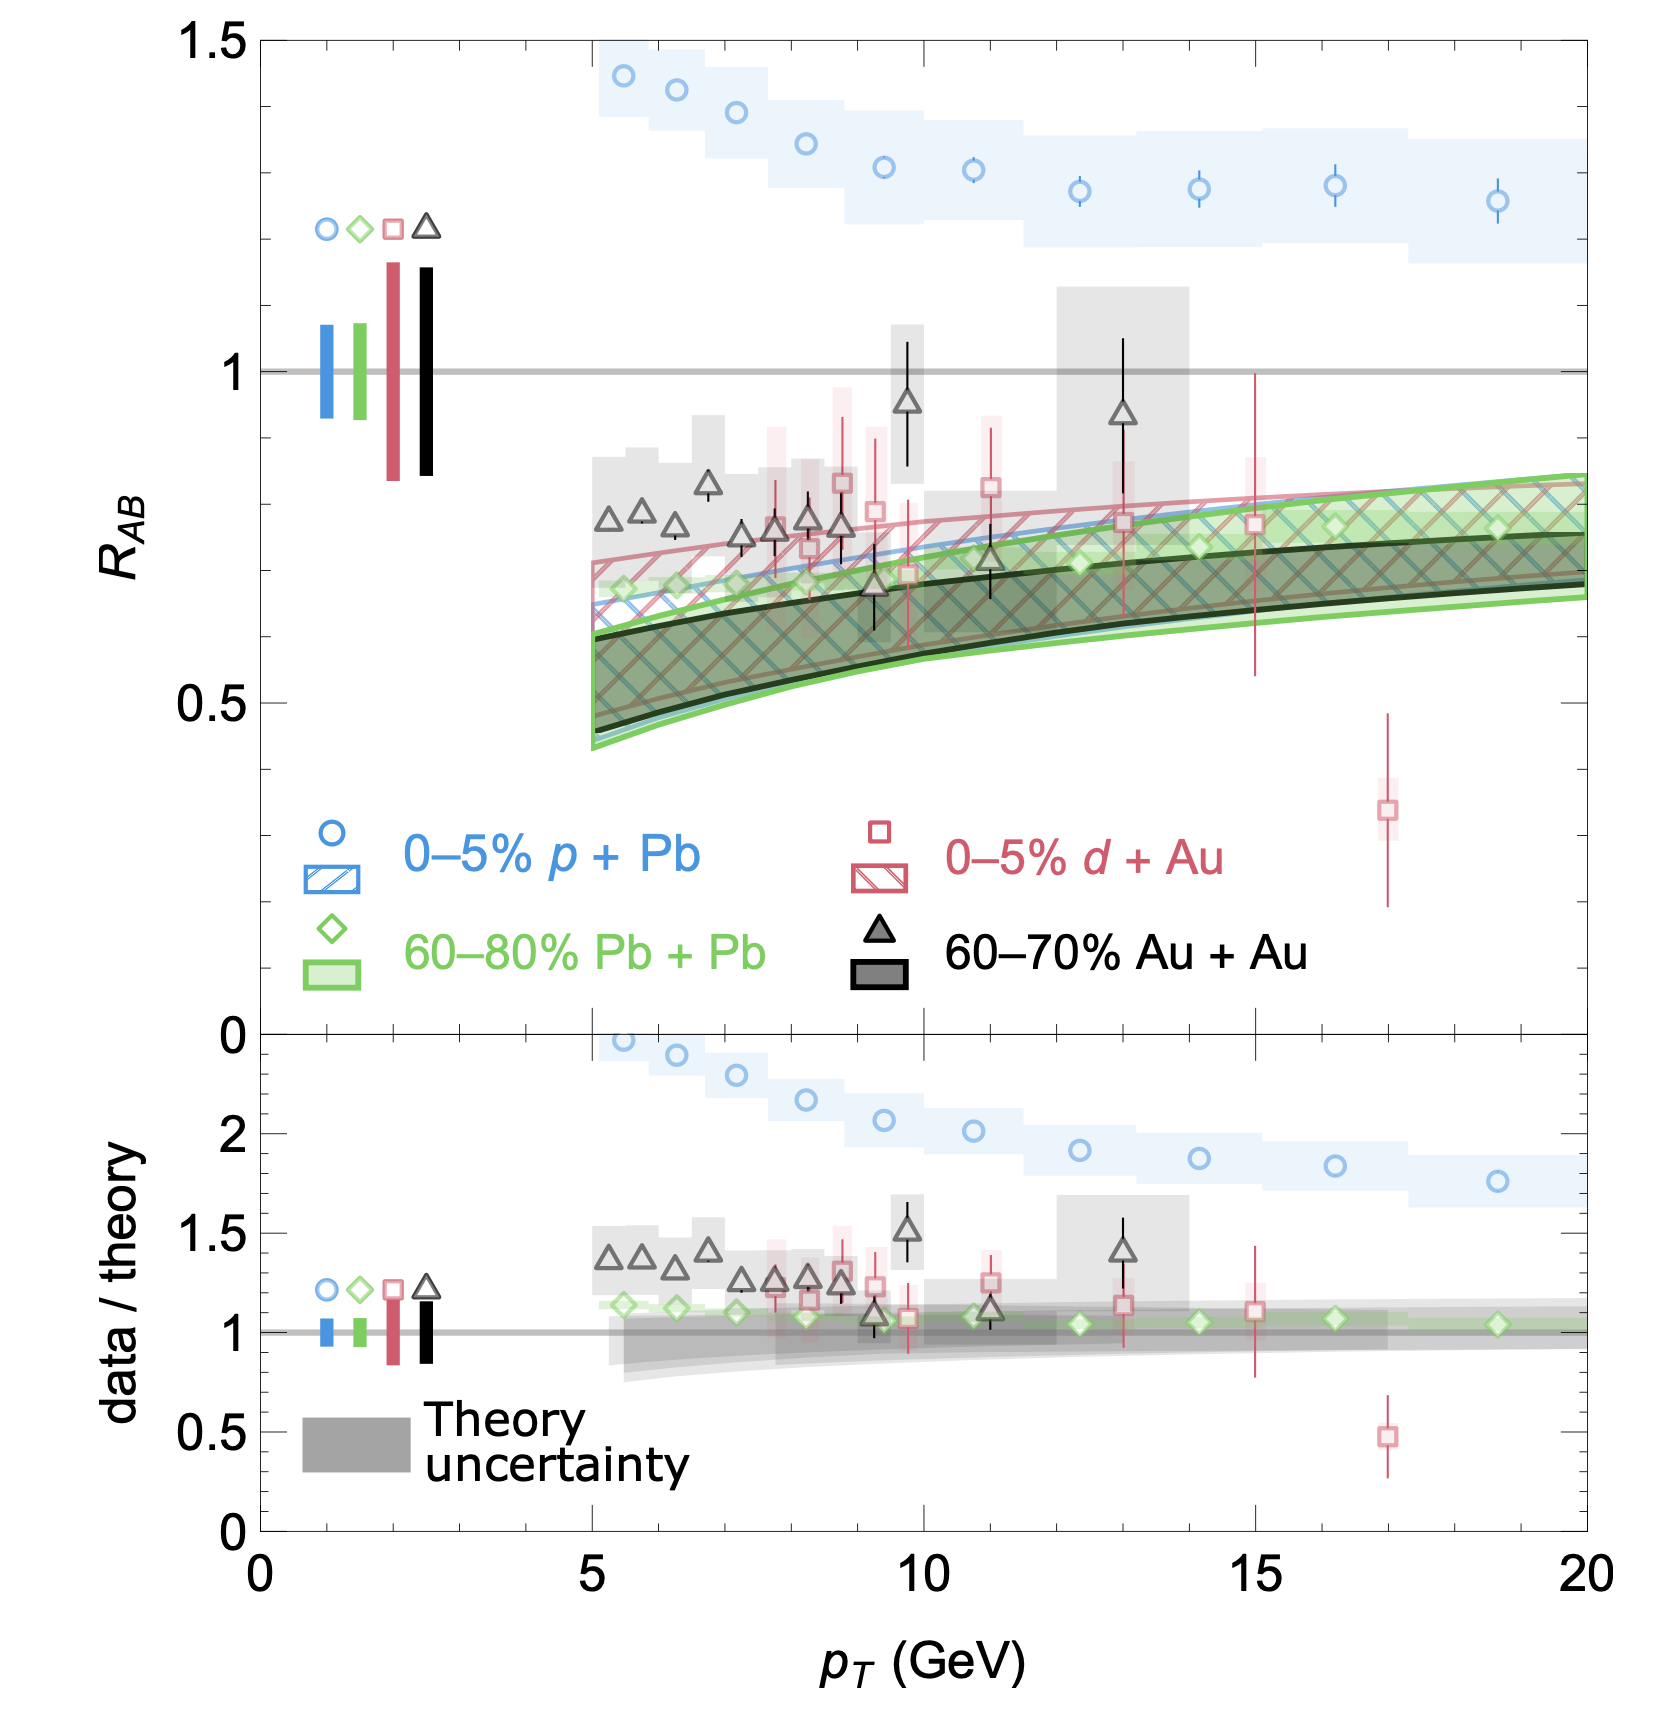 1.5
1
0.5
0
R_AB
0–5% p + Pb
0–5% d + Au
60–80% Pb + Pb
60–70% Au + Au
2
1.5
1
0.5
0
data / theory
Theory
uncertainty
0 5 10 15 20
p_T (GeV)